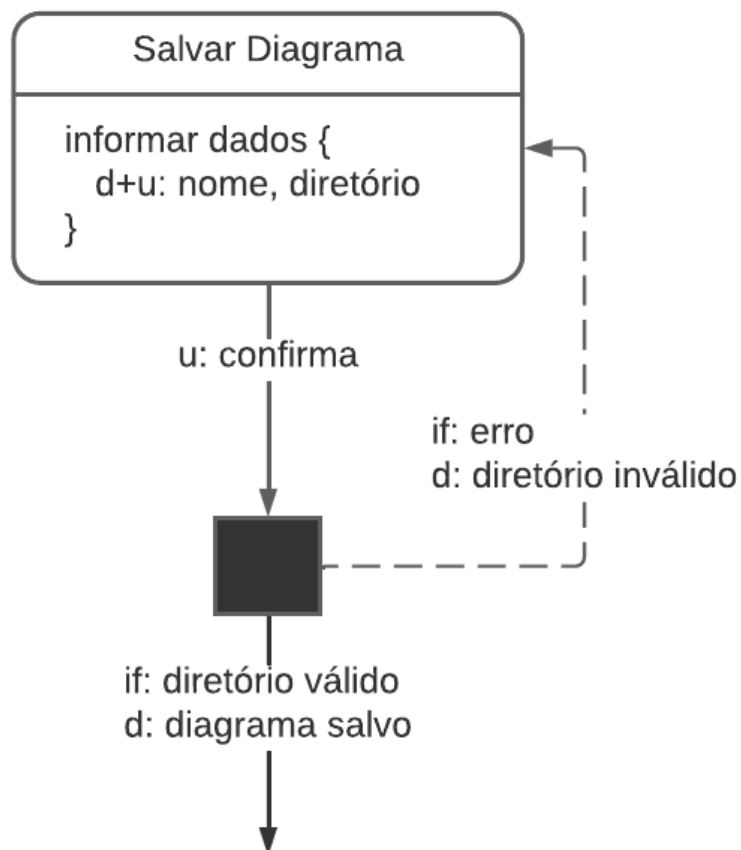 Salvar Diagrama
informar dados {
d+u: nome, diretório
}
u: confirma
if: erro
d: diretório inválido
if: diretório válido
d: diagrama salvo